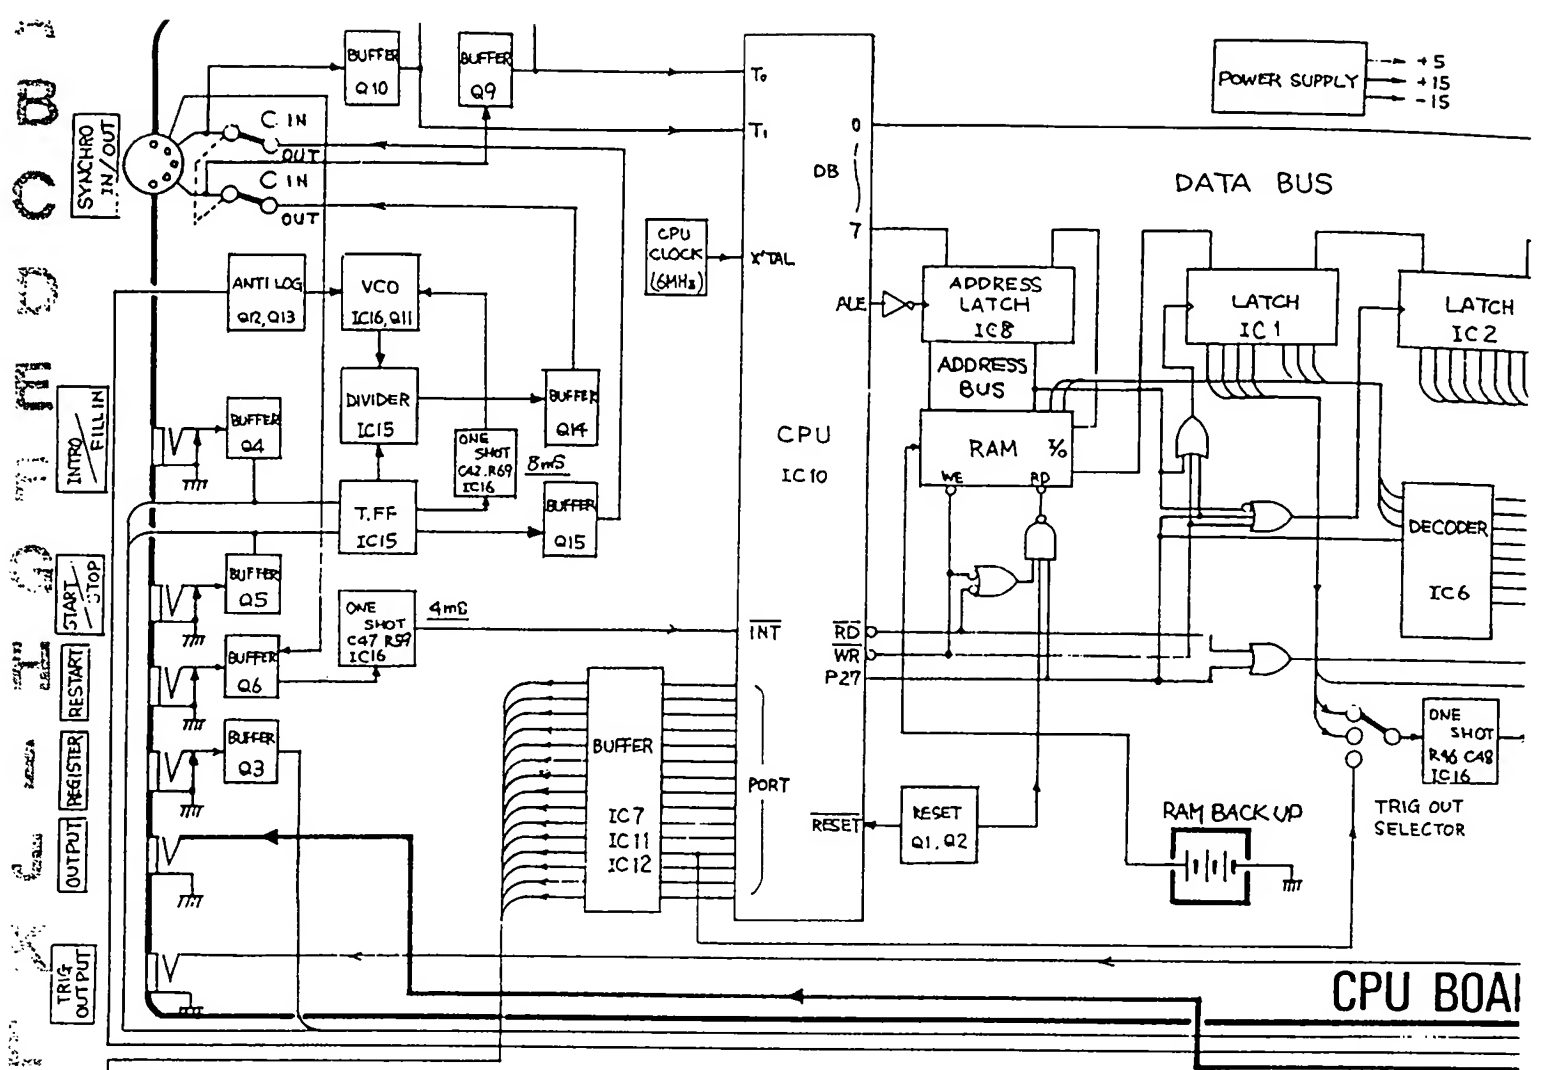 BLOCK DIAGRAM
BUFFER
Q10
BUFFER
Q9
T₀
T₁
0
DB
7
POWER SUPPLY
+5
+15
-15
SYNCHRO
IN/OUT
C IN
OUT
C IN
OUT
DATA BUS
CPU
CLOCK
(6MHz)
X'TAL
ANTI LOG
Q12, Q13
VCO
IC16, Q11
ALE
ADDRESS
LATCH
IC8
LATCH
IC1
LATCH
IC2
ADDRESS
BUS
DIVIDER
IC15
BUFFER
Q14
INTRO/
FILL IN
BUFFER
Q4
ONE
SHOT
C42, R69
IC16
8mS
CPU
IC10
RAM
I/O
WE
RD
T.FF
IC15
BUFFER
Q15
DECODER
IC6
START/
STOP
BUFFER
Q5
ONE
SHOT
C47 R99
IC16
4mS
INT
RD
WR
P27
RESTART
BUFFER
Q6
REGISTER
BUFFER
Q3
BUFFER
IC7
IC11
IC12
PORT
RESET
RESET
Q1, Q2
ONE
SHOT
R46 C48
IC16
TRIG OUT
SELECTOR
RAM BACK UP
OUTPUT
TRIG
OUTPUT
CPU BOA